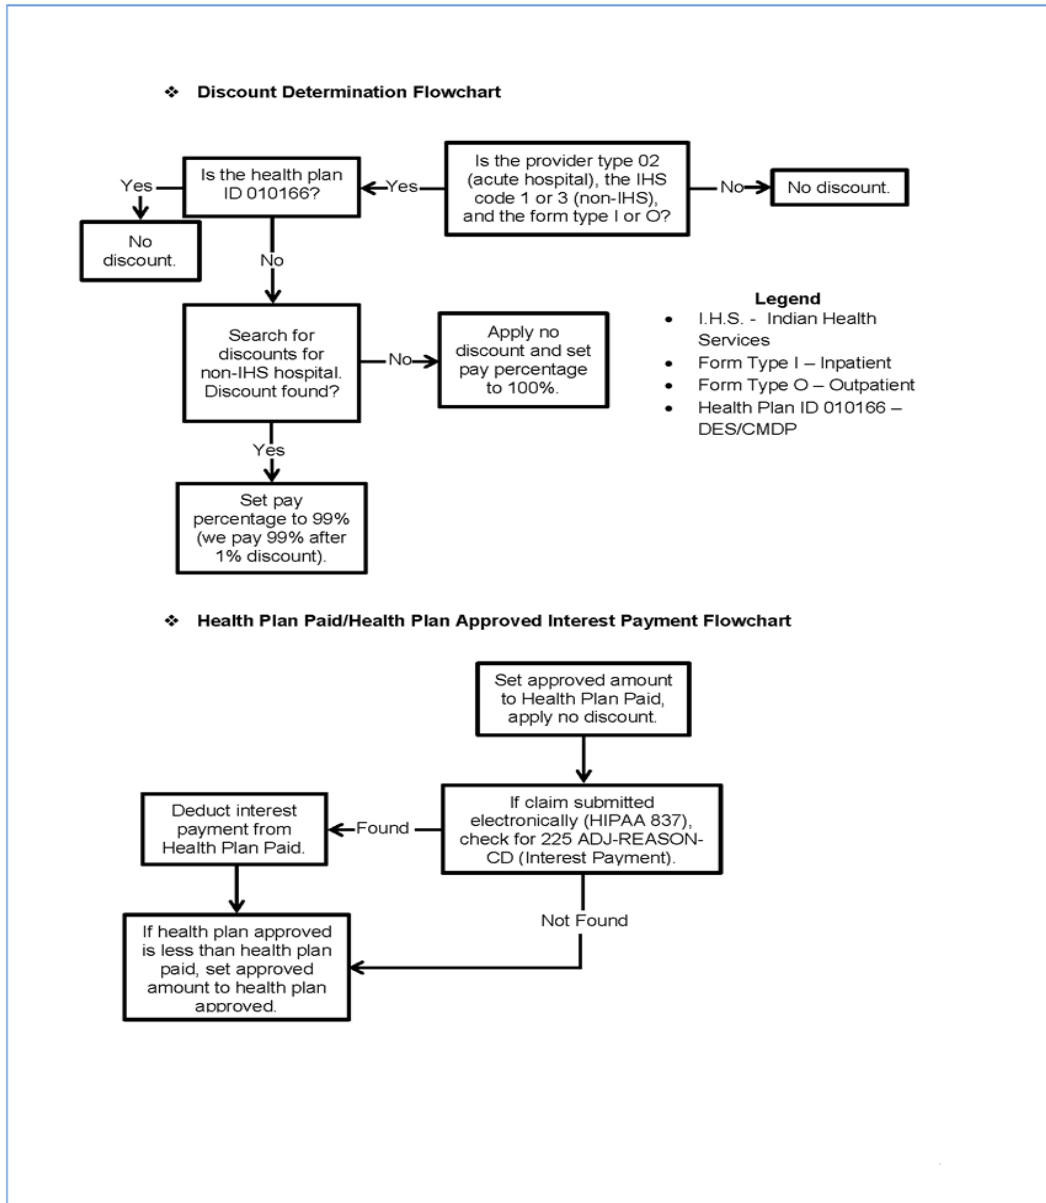 ❖ Discount Determination Flowchart
Is the provider type 02
(acute hospital), the IHS
code 1 or 3 (non-IHS),
and the form type I or O?
No
No discount.
Yes
Is the health plan
ID 010166?
Yes
No
discount.
No
Search for
discounts for
non-IHS hospital.
Discount found?
No
Apply no
discount and set
pay percentage
to 100%.
Yes
Set pay
percentage to 99%
(we pay 99% after
1% discount).
Legend
• I.H.S. - Indian Health
Services
• Form Type I – Inpatient
• Form Type O – Outpatient
• Health Plan ID 010166 –
DES/CMDP
❖ Health Plan Paid/Health Plan Approved Interest Payment Flowchart
Set approved amount
to Health Plan Paid,
apply no discount.
If claim submitted
electronically (HIPAA 837),
check for 225 ADJ-REASON-
CD (Interest Payment).
Found
Deduct interest
payment from
Health Plan Paid.
Not Found
If health plan approved
is less than health plan
paid, set approved
amount to health plan
approved.